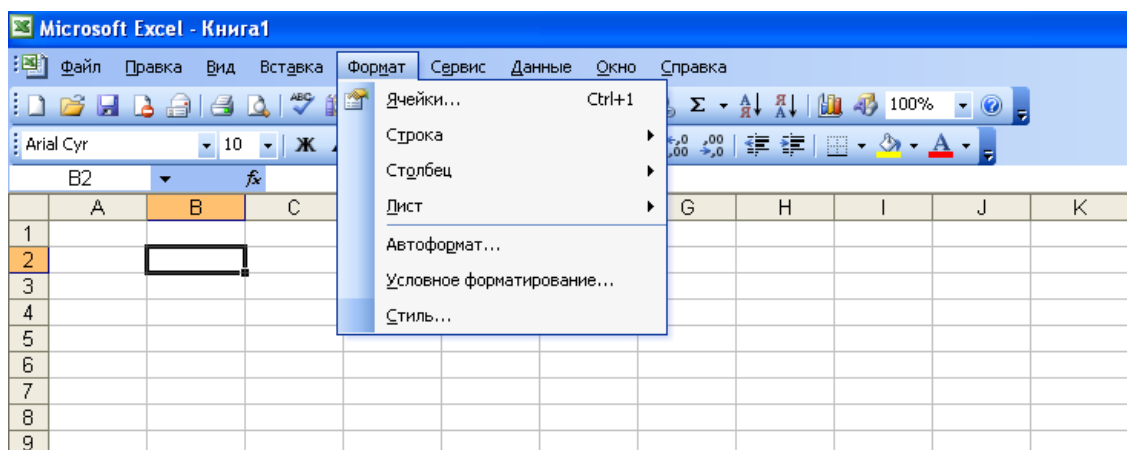 Microsoft Excel - Книга1
Файл Правка Вид Вставка Формат Сервис Данные Окно Справка
100%
Arial Cyr 10 Ж
B2 fx
Ячейки... Ctrl+1
Строка
Столбец
Лист
Автоформат...
Условное форматирование...
Стиль...
A B C G H I J K
1
2
3
4
5
6
7
8
9